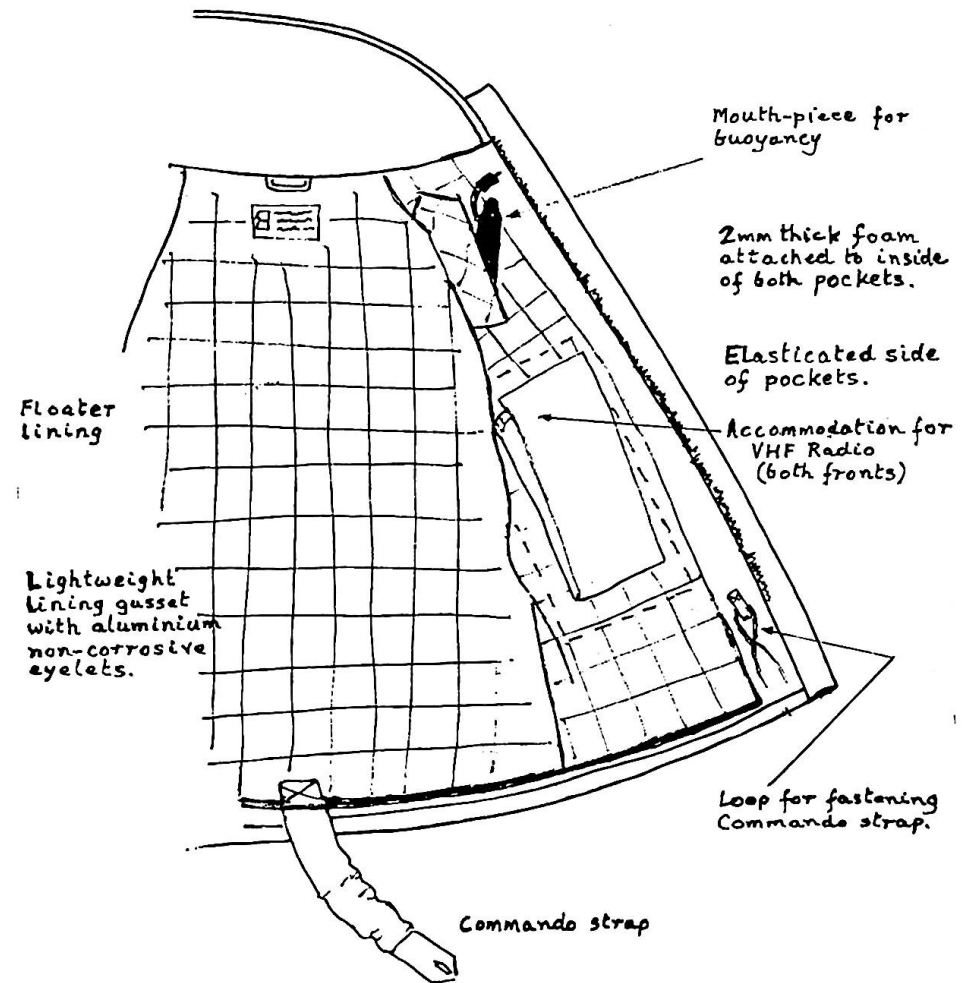 Mouth-piece for
buoyancy
2mm thick foam
attached to inside
of both pockets.
Elasticated side
of pockets.
Accommodation for
VHF Radio
(both fronts)
Floater
lining
Lightweight
lining gusset
with aluminium
non-corrosive
eyelets.
Loop for fastening
Commando strap.
Commando strap